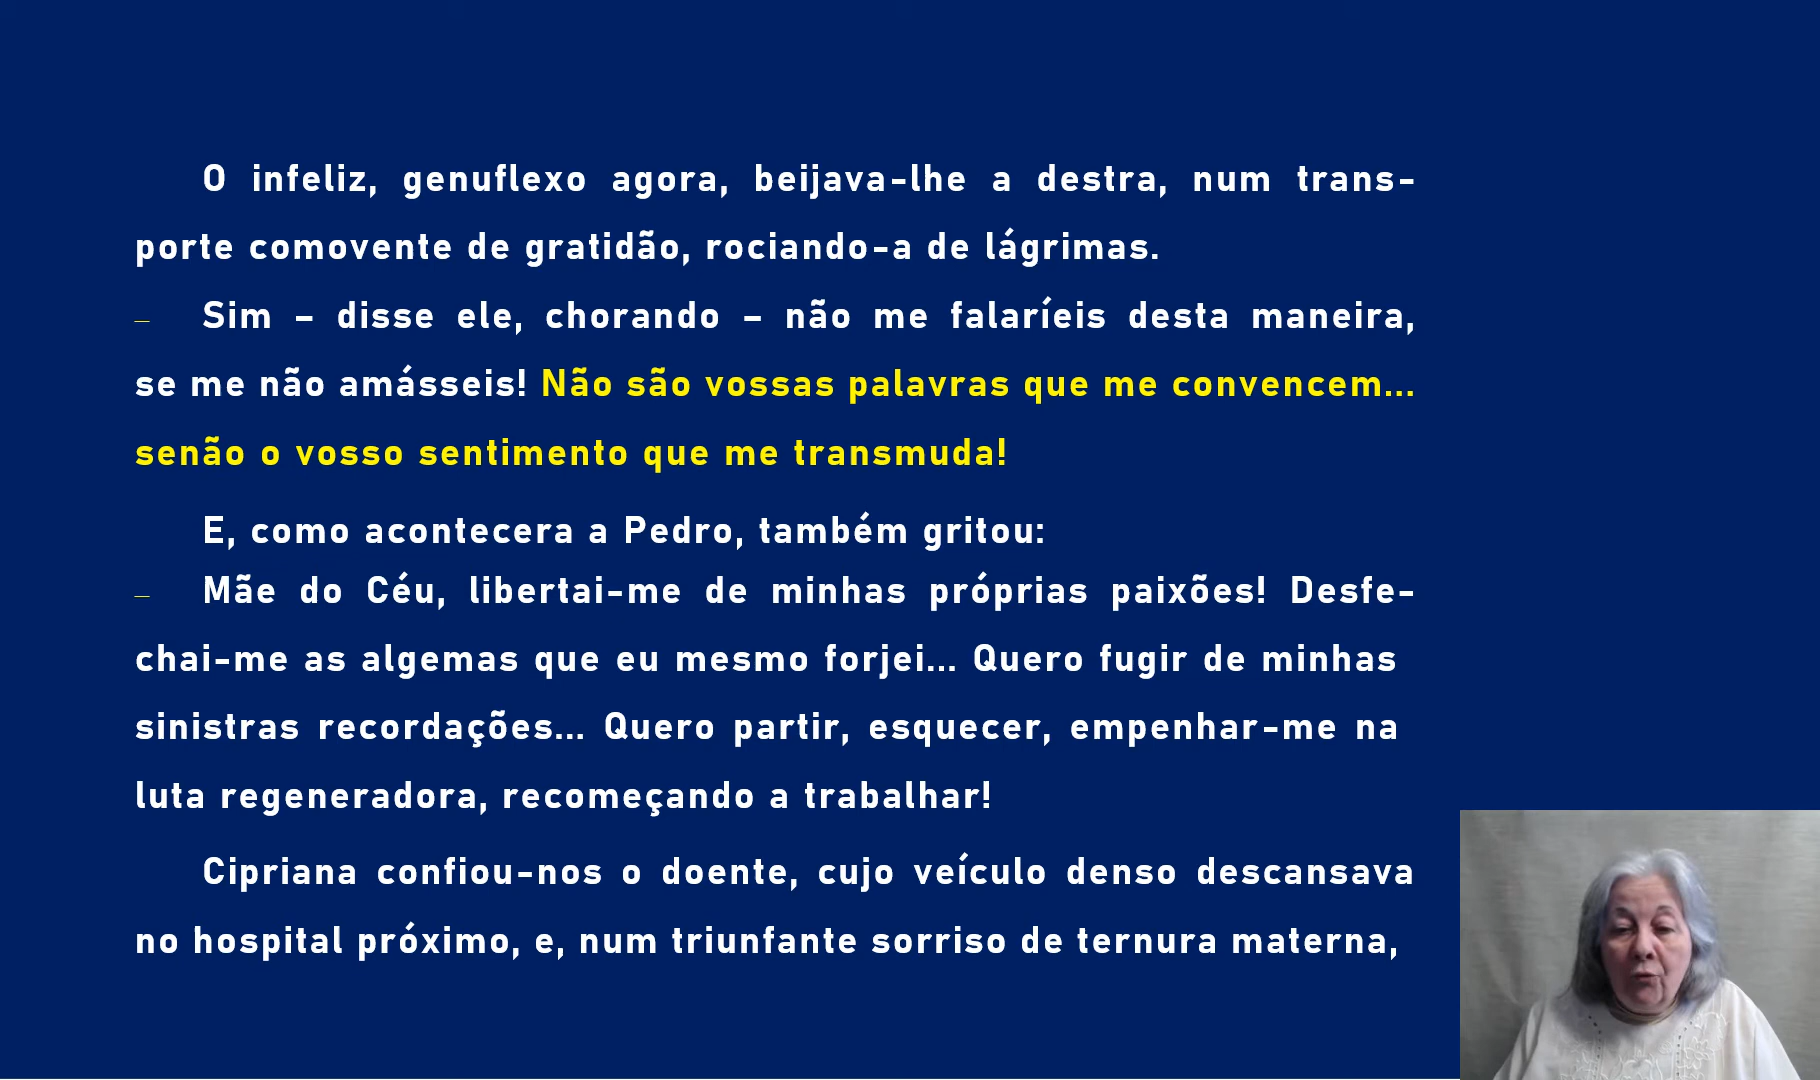 O infeliz, genuflexo agora, beijava-lhe a destra, num trans-
porte comovente de gratidão, rociando-a de lágrimas.
– Sim – disse ele, chorando – não me falaríeis desta maneira,
se me não amásseis! Não são vossas palavras que me convencem...
senão o vosso sentimento que me transmuda!
E, como acontecera a Pedro, também gritou:
– Mãe do Céu, libertai-me de minhas próprias paixões! Desfe-
chai-me as algemas que eu mesmo forjei... Quero fugir de minhas
sinistras recordações... Quero partir, esquecer, empenhar-me na
luta regeneradora, recomeçando a trabalhar!
Cipriana confiou-nos o doente, cujo veículo denso descansava
no hospital próximo, e, num triunfante sorriso de ternura materna,